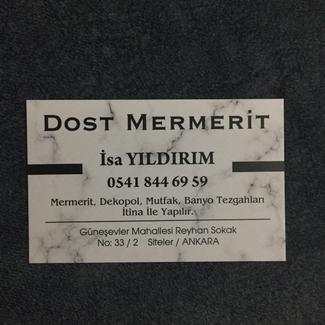 DOST MERMERİT
İsa YILDIRIM
0541 844 69 59
Mermerit, Dekopol, Mutfak, Banyo Tezgahları
İtina İle Yapılır.
Güneşevler Mahallesi Reyhan Sokak
No: 33 / 2 Siteler / ANKARA